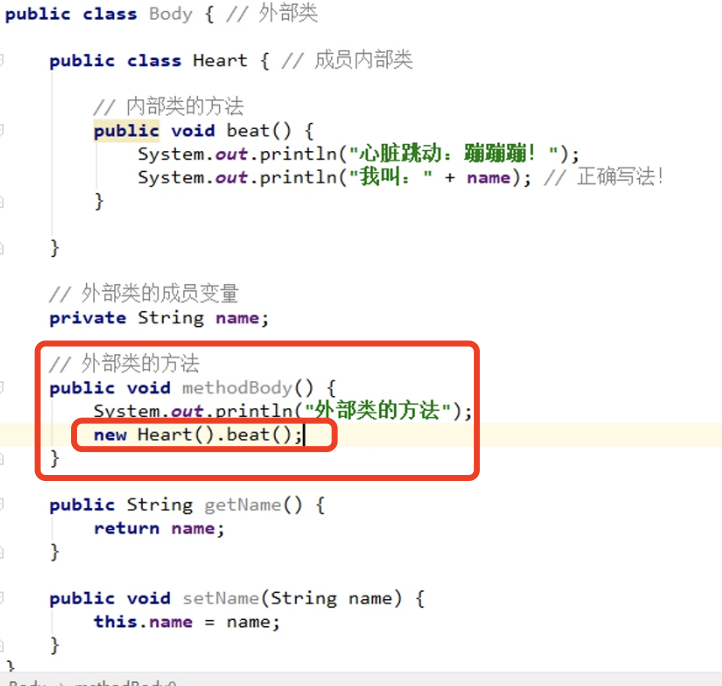 public class Body { // 外部类
public class Heart { // 成员内部类
// 内部类的方法
public void beat() {
System.out.println("心脏跳动：蹦蹦蹦！");
System.out.println("我叫：" + name); // 正确写法！
}
}
// 外部类的成员变量
private String name;
// 外部类的方法
public void methodBody() {
System.out.println("外部类的方法");
new Heart().beat();
}
public String getName() {
return name;
}
public void setName(String name) {
this.name = name;
}
}